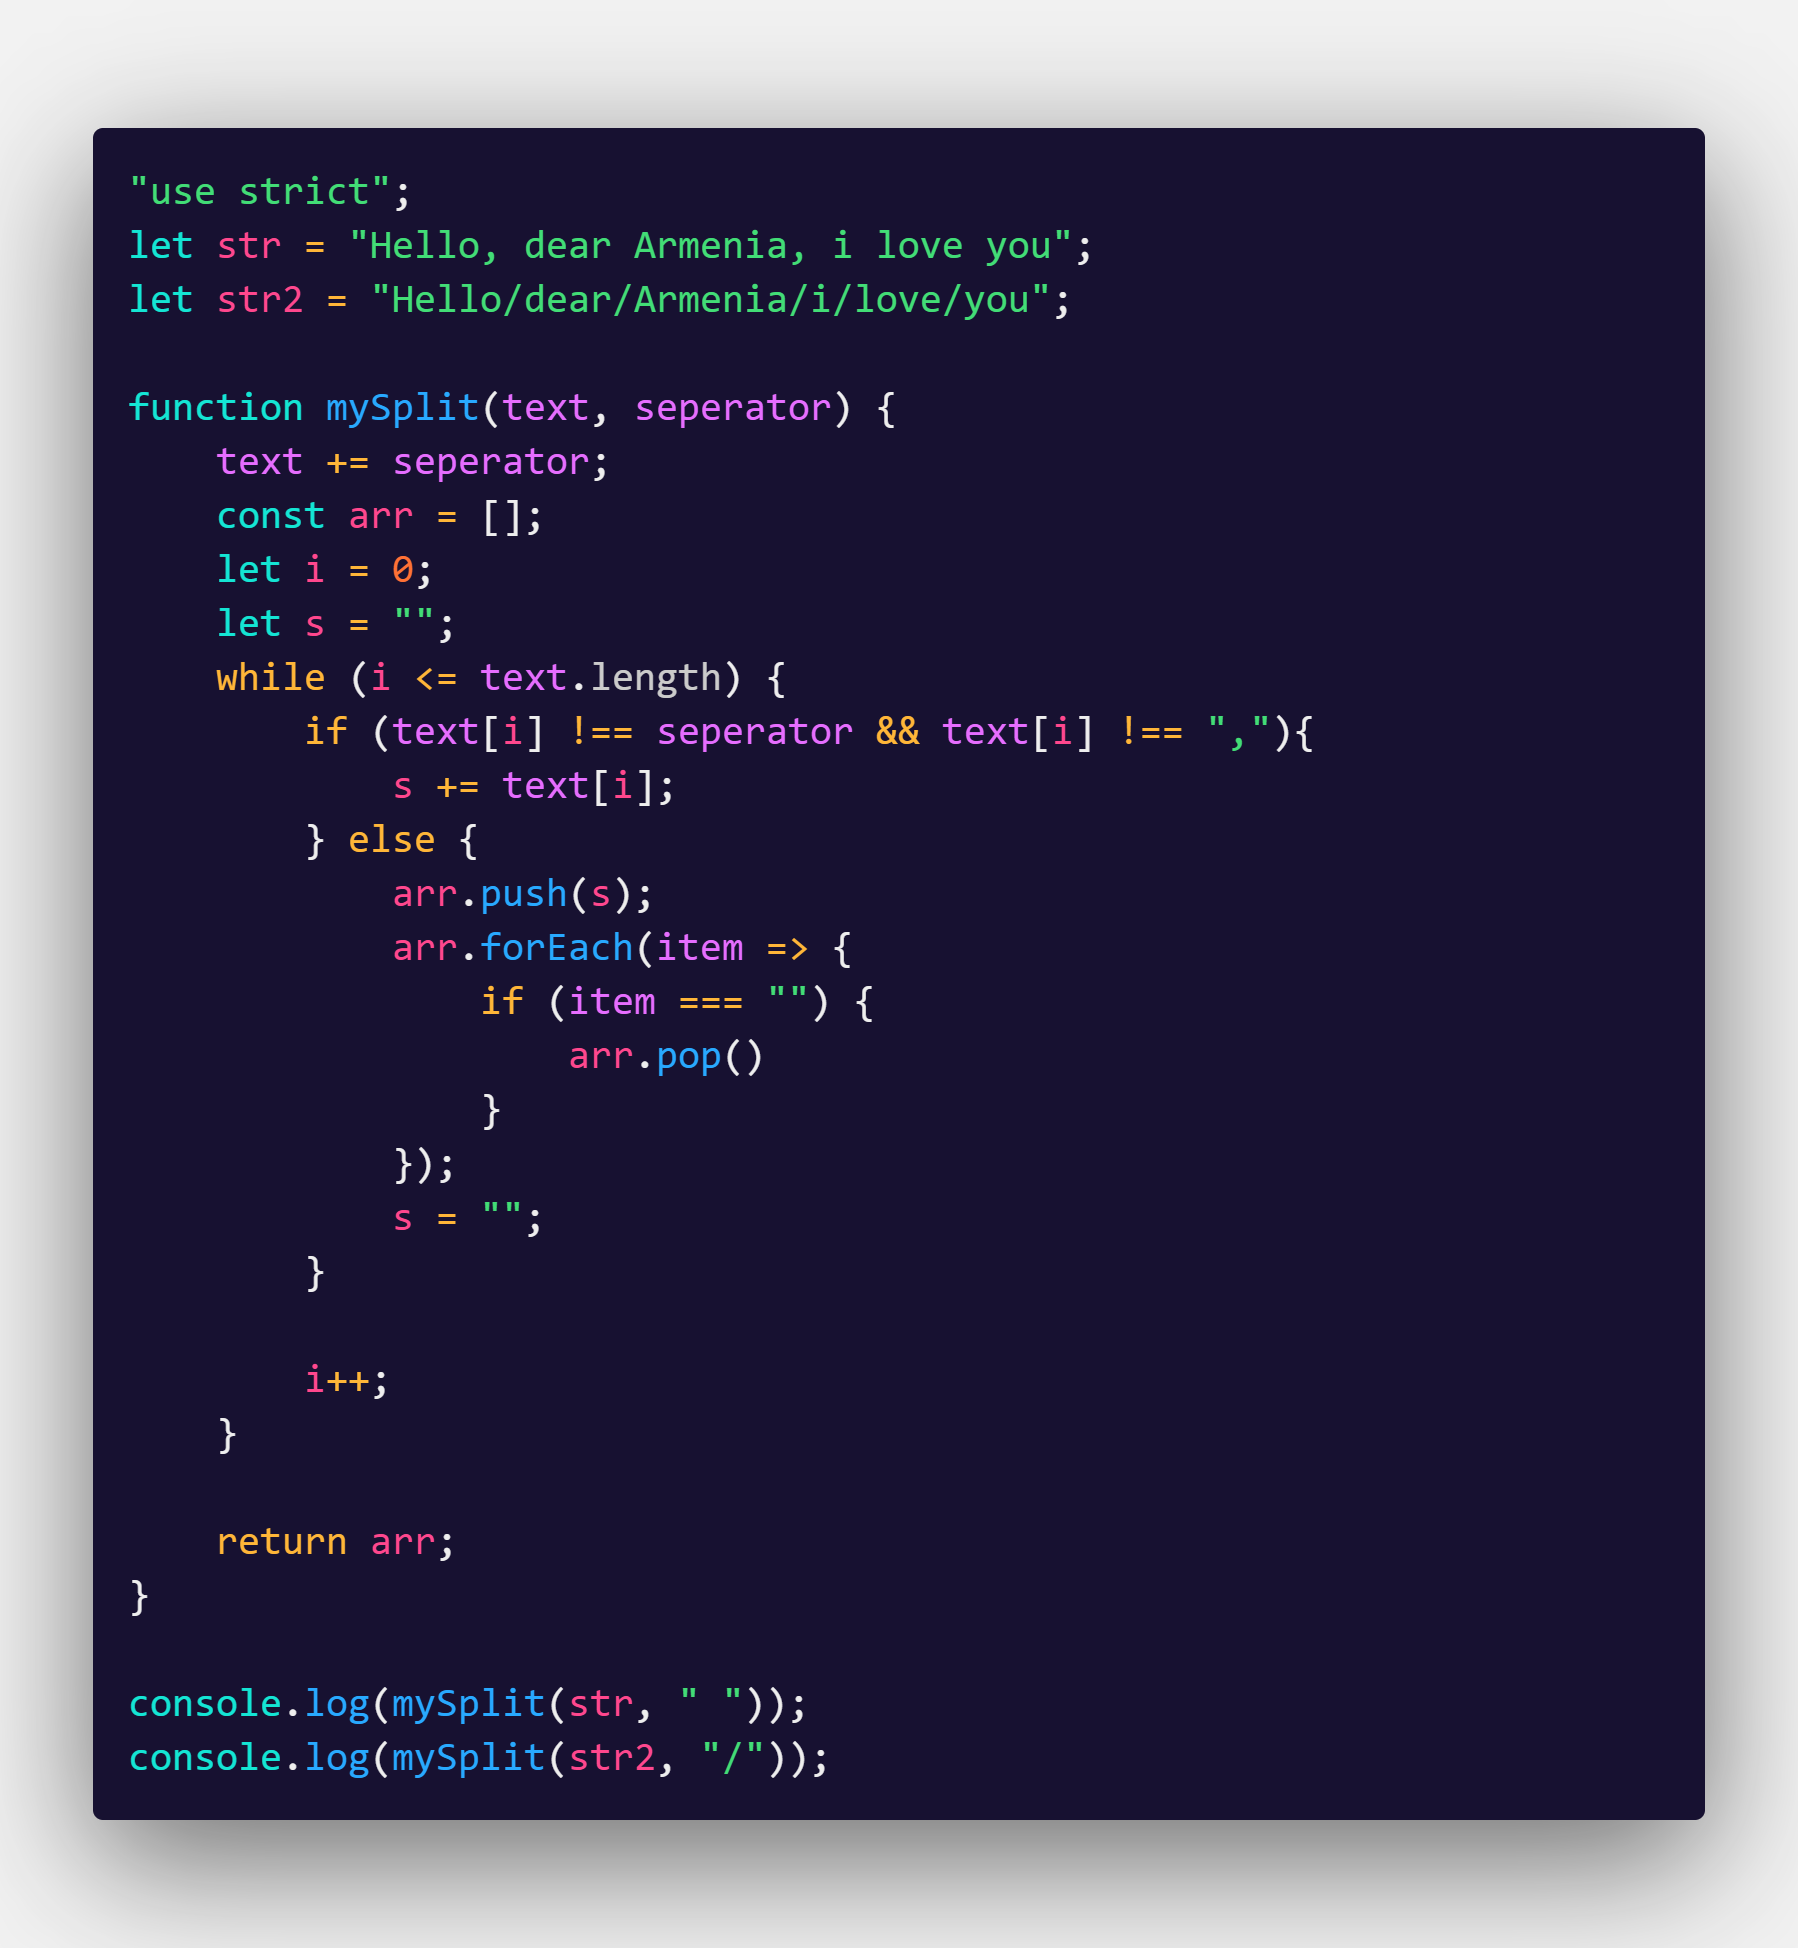 "use strict";
let str = "Hello, dear Armenia, i love you";
let str2 = "Hello/dear/Armenia/i/love/you";

function mySplit(text, seperator) {
    text += seperator;
    const arr = [];
    let i = 0;
    let s = "";
    while (i <= text.length) {
        if (text[i] !== seperator && text[i] !== ","){
            s += text[i];
        } else {
            arr.push(s);
            arr.forEach(item => {
                if (item === "") {
                    arr.pop()
                }
            });
            s = "";
        }

        i++;
    }

    return arr;
}

console.log(mySplit(str, " "));
console.log(mySplit(str2, "/"));